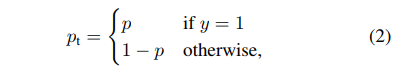 p_t = { p if y = 1
1 − p otherwise, (2)